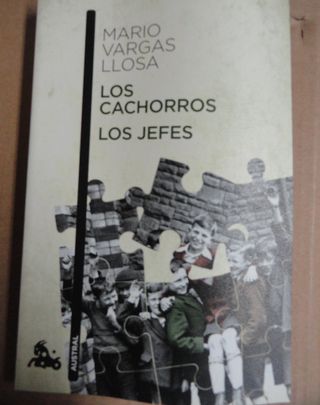 MARIO
VARGAS
LLOSA
LOS
CACHORROS
LOS JEFES
AUSTRAL